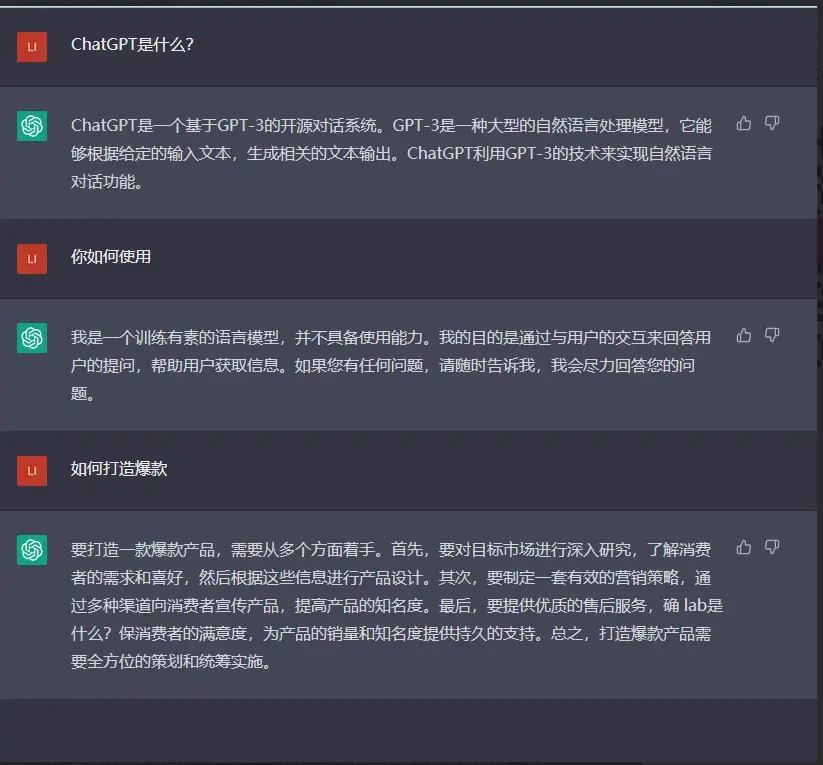 LI
ChatGPT是什么?
ChatGPT是一个基于GPT-3的开源对话系统。GPT-3是一种大型的自然语言处理模型，它能
够根据给定的输入文本，生成相关的文本输出。ChatGPT利用GPT-3的技术来实现自然语言
对话功能。
LI
你如何使用
我是一个训练有素的语言模型，并不具备使用能力。我的目的是通过与用户的交互来回答用
户的提问，帮助用户获取信息。如果您有任何问题，请随时告诉我，我会尽力回答您的问
题。
LI
如何打造爆款
要打造一款爆款产品，需要从多个方面着手。首先，要对目标市场进行深入研究，了解消费
者的需求和喜好，然后根据这些信息进行产品设计。其次，要制定一套有效的营销策略，通
过多种渠道向消费者宣传产品，提高产品的知名度。最后，要提供优质的售后服务，确 lab是
什么？保消费者的满意度，为产品的销量和知名度提供持久的支持。总之，打造爆款产品需
要全方位的策划和统筹实施。